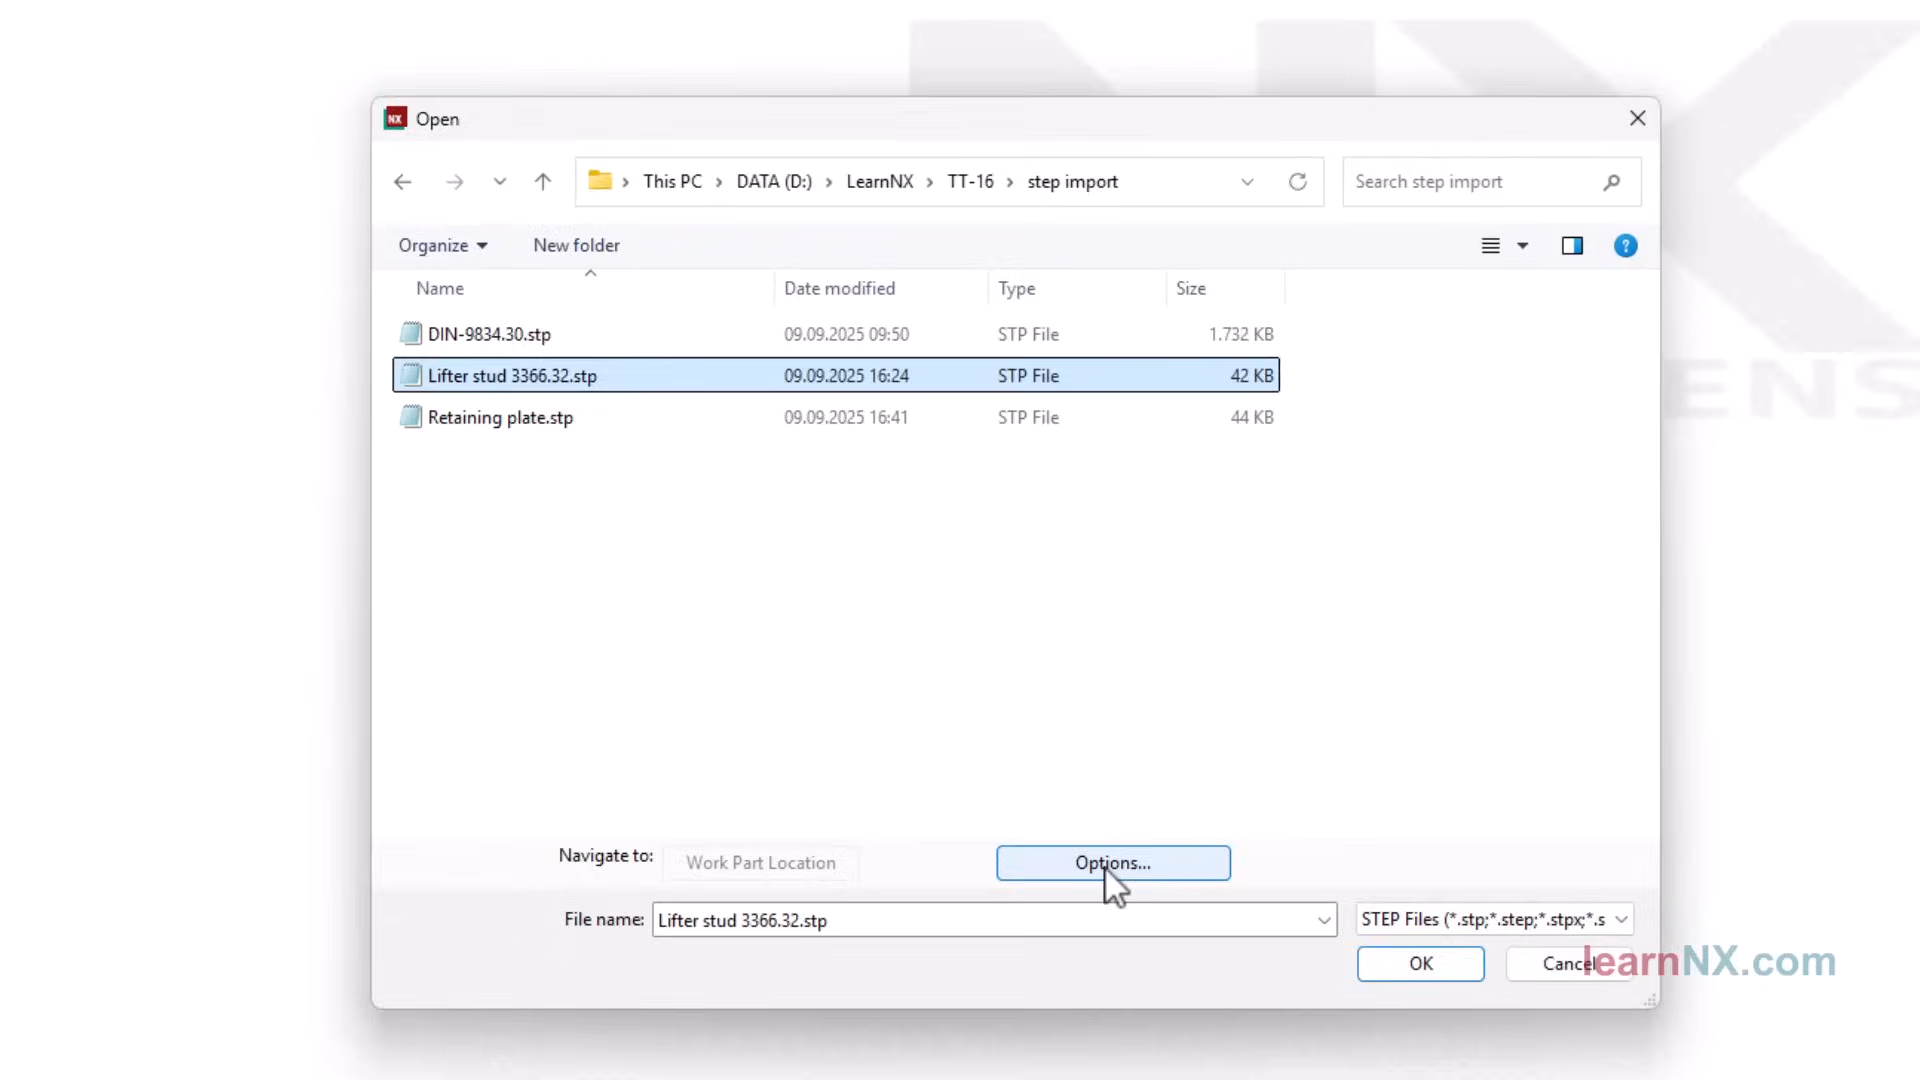 NX Open
This PC > DATA (D:) > LearnNX > TT-16 > step import
Search step import
Organize
New folder
?
Name Date modified Type Size
DIN-9834.30.stp 09.09.2025 09:50 STP File 1.732 KB
Lifter stud 3366.32.stp 09.09.2025 16:24 STP File 42 KB
Retaining plate.stp 09.09.2025 16:41 STP File 44 KB
Navigate to: Work Part Location Options...
File name: Lifter stud 3366.32.stp STEP Files (*.stp;*.step;*.stpx;*.s
OK Cancel
learnNX.com
NX
ENS